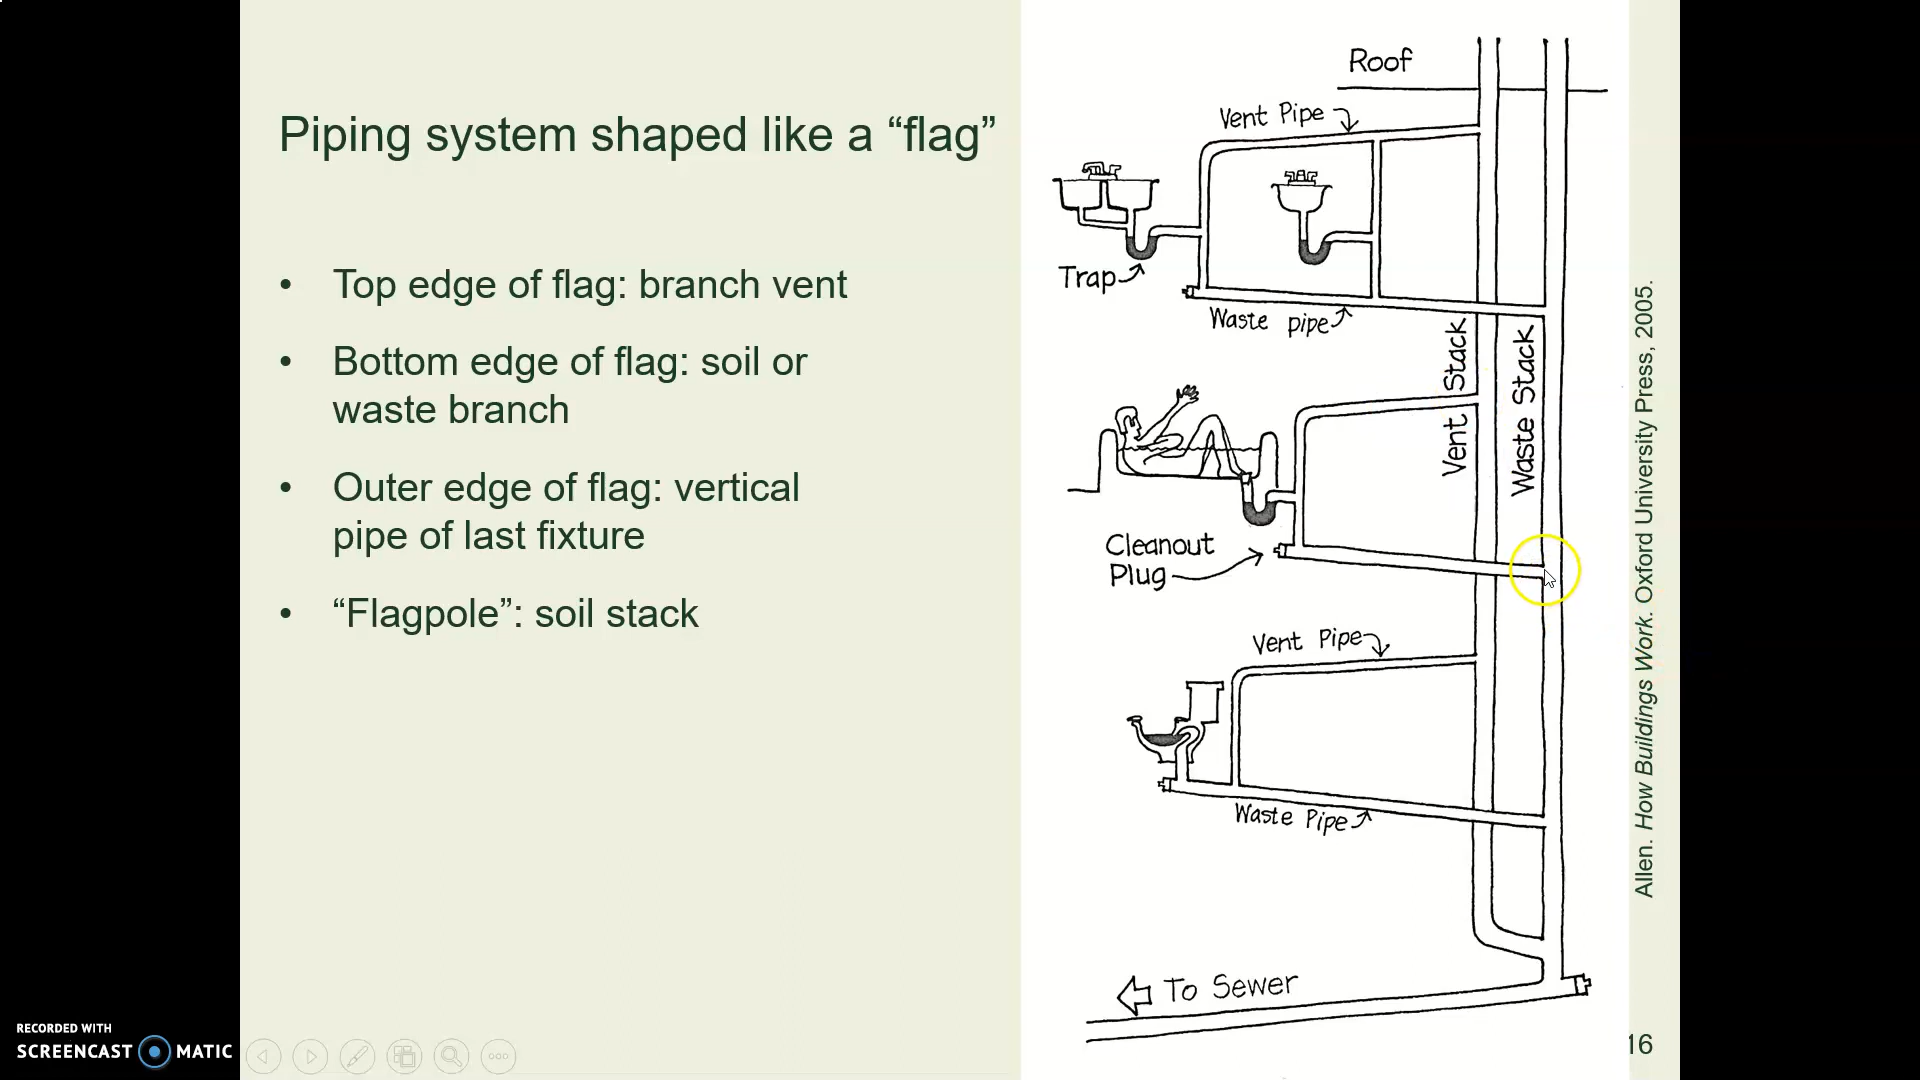 Piping system shaped like a “flag”
• Top edge of flag: branch vent
• Bottom edge of flag: soil or
waste branch
• Outer edge of flag: vertical
pipe of last fixture
• “Flagpole”: soil stack
Roof
Vent Pipe
Trap
Waste pipe
Vent Stack
Waste Stack
Cleanout
Plug
Vent Pipe
Waste Pipe
To Sewer
Allen. How Buildings Work. Oxford University Press, 2005.
16
RECORDED WITH
SCREENCAST MATIC